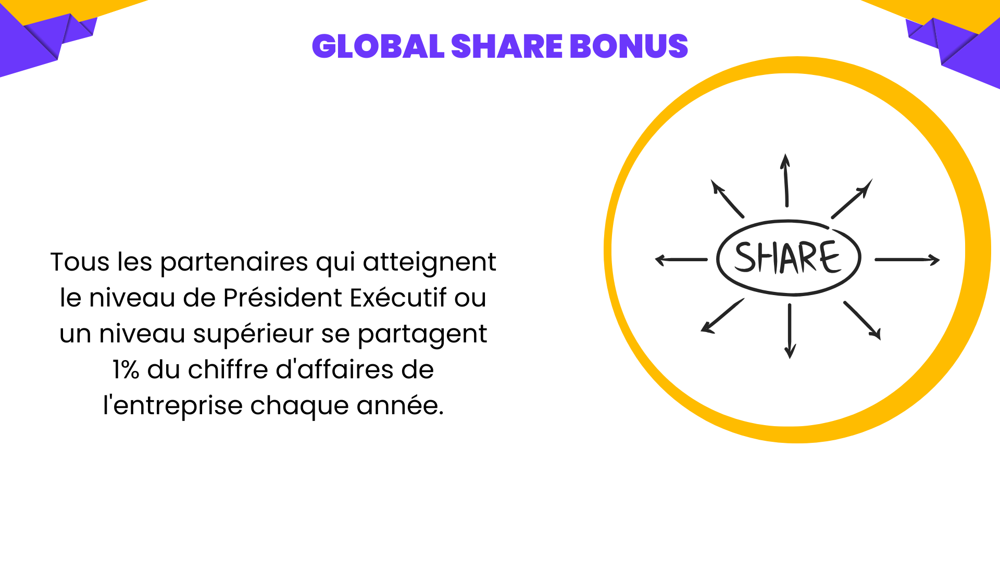 GLOBAL SHARE BONUS
Tous les partenaires qui atteignent
le niveau de Président Exécutif ou
un niveau supérieur se partagent
1% du chiffre d'affaires de
l'entreprise chaque année.
SHARE